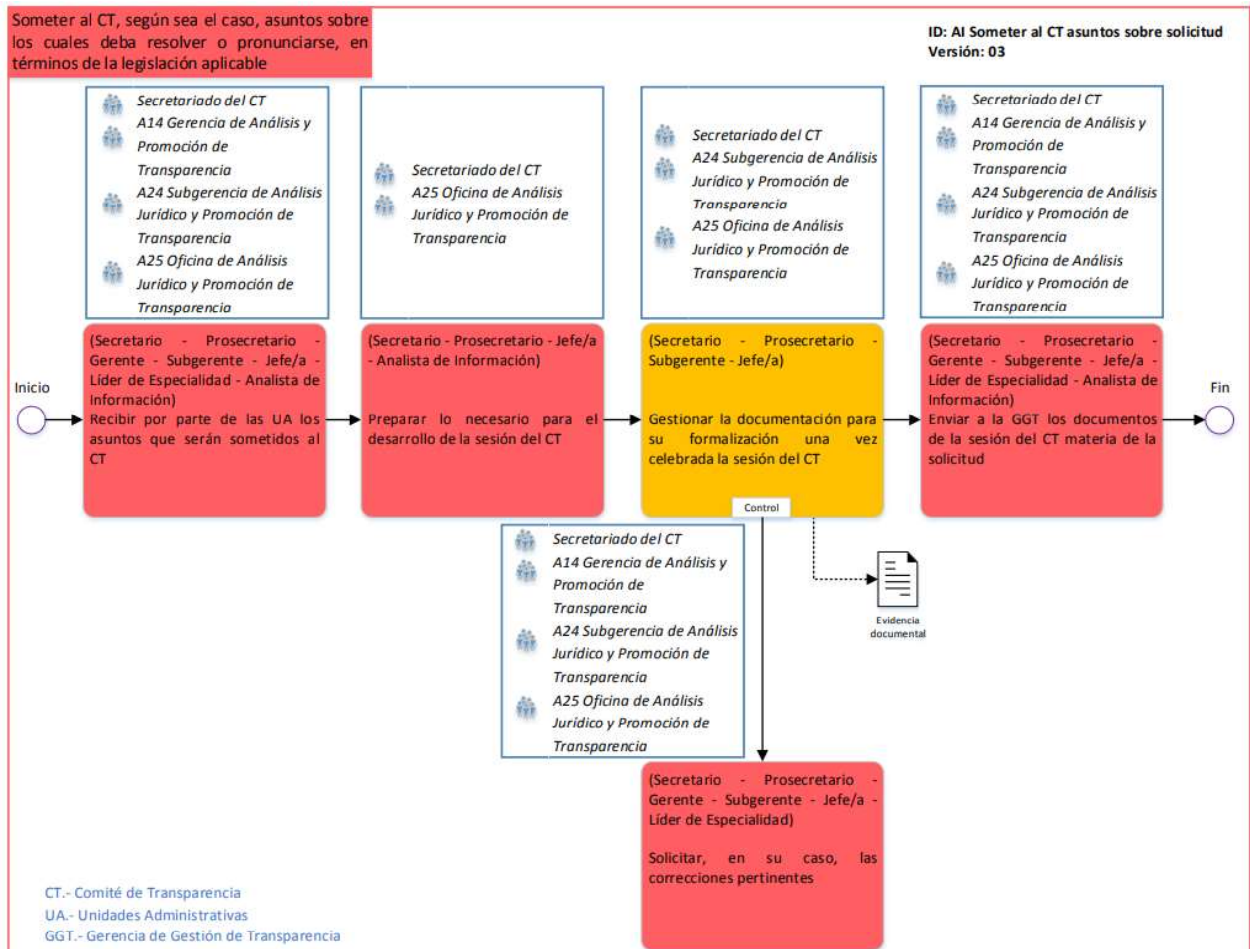 Someter al CT, según sea el caso, asuntos sobre
los cuales deba resolver o pronunciarse, en
términos de la legislación aplicable
ID: AI Someter al CT asuntos sobre solicitud
Versión: 03
Secretariado del CT
A14 Gerencia de Análisis y
Promoción de
Transparencia
A24 Subgerencia de Análisis
Jurídico y Promoción de
Transparencia
A25 Oficina de Análisis
Jurídico y Promoción de
Transparencia
Secretariado del CT
A25 Oficina de Análisis
Jurídico y Promoción de
Transparencia
Secretariado del CT
A24 Subgerencia de Análisis
Jurídico y Promoción de
Transparencia
A25 Oficina de Análisis
Jurídico y Promoción de
Transparencia
Secretariado del CT
A14 Gerencia de Análisis y
Promoción de
Transparencia
A24 Subgerencia de Análisis
Jurídico y Promoción de
Transparencia
A25 Oficina de Análisis
Jurídico y Promoción de
Transparencia
Inicio
(Secretario - Prosecretario -
Gerente - Subgerente - Jefe/a -
Líder de Especialidad - Analista de
Información)
Recibir por parte de las UA los
asuntos que serán sometidos al
CT
(Secretario - Prosecretario - Jefe/a
- Analista de Información)
Preparar lo necesario para el
desarrollo de la sesión del CT
(Secretario - Prosecretario -
Subgerente - Jefe/a)
Gestionar la documentación para
su formalización una vez
celebrada la sesión del CT
Control
(Secretario - Prosecretario -
Gerente - Subgerente - Jefe/a -
Líder de Especialidad - Analista de
Información)
Enviar a la GGT los documentos
de la sesión del CT materia de la
solicitud
Fin
Secretariado del CT
A14 Gerencia de Análisis y
Promoción de
Transparencia
A24 Subgerencia de Análisis
Jurídico y Promoción de
Transparencia
A25 Oficina de Análisis
Jurídico y Promoción de
Transparencia
Evidencia
documental
(Secretario - Prosecretario -
Gerente - Subgerente - Jefe/a -
Líder de Especialidad)
Solicitar, en su caso, las
correcciones pertinentes
CT.- Comité de Transparencia
UA.- Unidades Administrativas
GGT.- Gerencia de Gestión de Transparencia